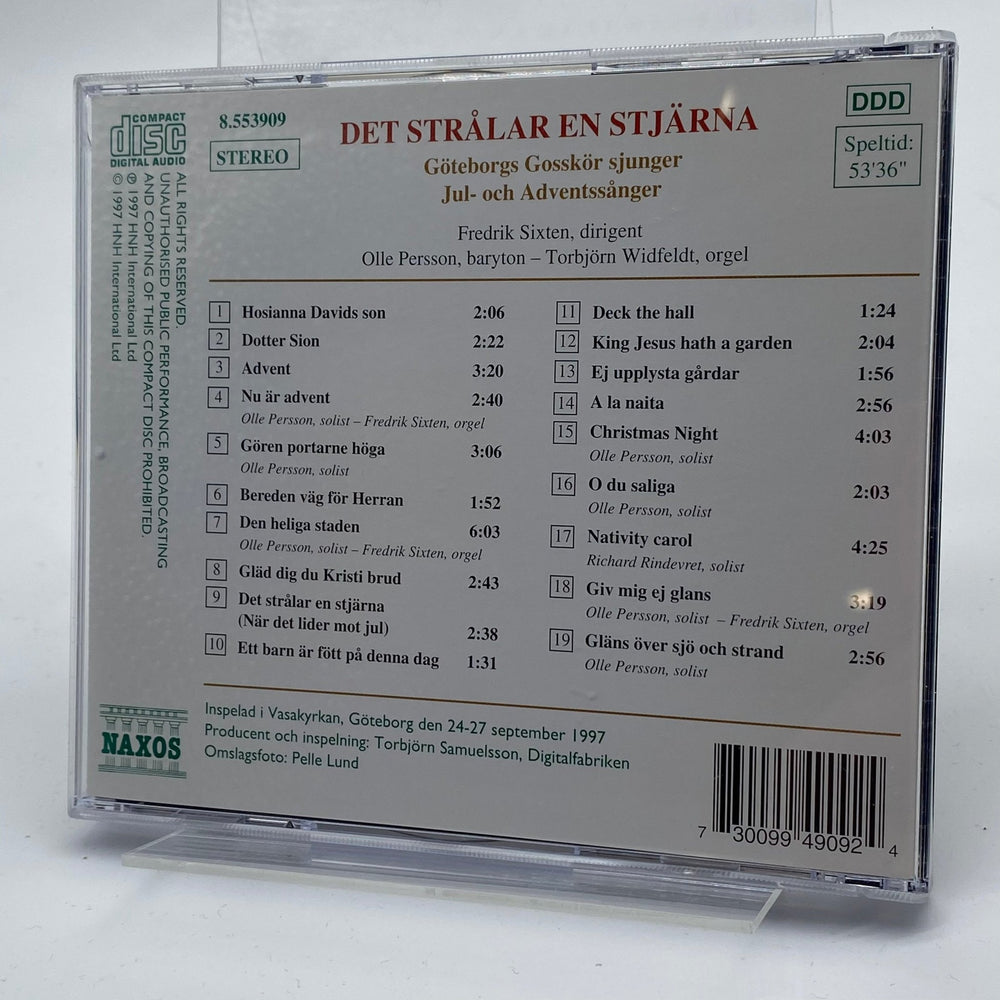 COMPACT
disc
DIGITAL AUDIO
8.553909
STEREO
DET STRÅLAR EN STJÄRNA
Göteborgs Gosskör sjunger
Jul- och Adventssånger
DDD
Speltid:
53'36"
Fredrik Sixten, dirigent
Olle Persson, baryton – Torbjörn Widfeldt, orgel
ALL RIGHTS RESERVED.
UNAUTHORISED PUBLIC PERFORMANCE, BROADCASTING
AND COPYING OF THIS COMPACT DISC PROHIBITED.
℗ 1997 HNH International Ltd
© 1997 HNH International Ltd
1 Hosianna Davids son 2:06
2 Dotter Sion 2:22
3 Advent 3:20
4 Nu är advent 2:40
Olle Persson, solist – Fredrik Sixten, orgel
5 Gören portarne höga 3:06
Olle Persson, solist
6 Bereden väg för Herran 1:52
7 Den heliga staden 6:03
Olle Persson, solist – Fredrik Sixten, orgel
8 Gläd dig du Kristi brud 2:43
9 Det strålar en stjärna
(När det lider mot jul) 2:38
10 Ett barn är fött på denna dag 1:31
11 Deck the hall 1:24
12 King Jesus hath a garden 2:04
13 Ej upplysta gårdar 1:56
14 A la naita 2:56
15 Christmas Night 4:03
Olle Persson, solist
16 O du saliga 2:03
Olle Persson, solist
17 Nativity carol 4:25
Richard Rindevret, solist
18 Giv mig ej glans 3:19
Olle Persson, solist – Fredrik Sixten, orgel
19 Gläns över sjö och strand 2:56
Olle Persson, solist
NAXOS
Inspelad i Vasakyrkan, Göteborg den 24-27 september 1997
Producent och inspelning: Torbjörn Samuelsson, Digitalfabriken
Omslagsfoto: Pelle Lund
7 30099 49092 4